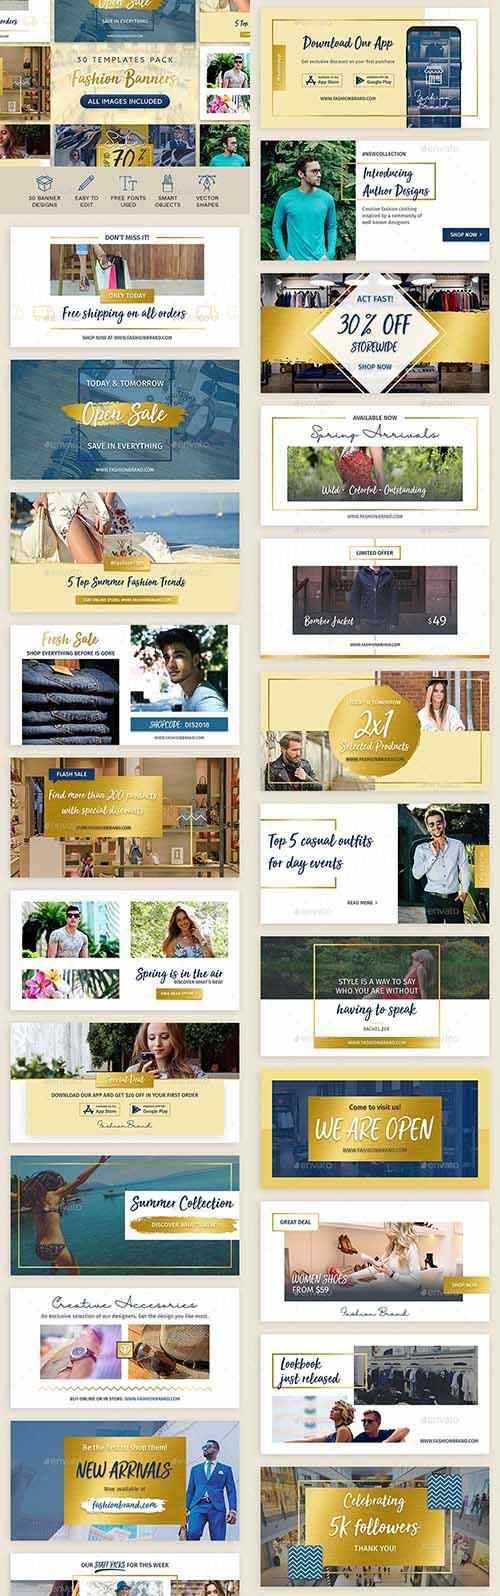 Open Sale
SAVE IN EVERYTHING
30 TEMPLATES PACK
Fashion Banners
ALL IMAGES INCLUDED
70%
30 BANNER DESIGNS
EASY TO EDIT
FREE FONTS USED
SMART OBJECTS
VECTOR SHAPES
DON'T MISS IT!
ONLY TODAY
Free shipping on all orders
SHOP NOW AT WWW.FASHIONBRAND.COM
TODAY & TOMORROW
Open Sale
SAVE IN EVERYTHING
WWW.FASHIONBRAND.COM
5 Top Summer Fashion Trends
Fresh Sale
SHOP EVERYTHING BEFORE IS GONE
SHOPCODE: DIS2018
WWW.FASHIONBRAND.COM
FLASH SALE
Find more than 200 products
with special discounts
Spring is in the air
DISCOVER WHAT'S NEW!
Special Deal
DOWNLOAD OUR APP AND GET $20 OFF IN YOUR FIRST ORDER
App Store
Google Play
Fashion Brand
Summer Collection
DISCOVER WHAT'S NEW
Creative Accesories
An exclusive selection of our designers. Get the design you like most.
BUY ONLINE OR IN STORE: WWW.FASHIONBRAND.COM
Be the first to shop them!
NEW ARRIVALS
Now available at
fashionbrand.com
OUR STAFF PICKS FOR THIS WEEK
Download Our App
Get exclusive discount on your first purchase
App Store
Google Play
WWW.FASHIONBRAND.COM
#NEWCOLLECTION
Introducing
Author Designs
Creative fashion clothing
inspired by a community of
well known designers
SHOP NOW >
ACT FAST!
30% OFF
STOREWIDE
SHOP NOW
AVAILABLE NOW
Spring Arrivals
Wild - Colorful - Outstanding
WWW.FASHIONBRAND.COM
LIMITED OFFER
Bomber Jacket
$49
WWW.FASHIONBRAND.COM
TODAY & TOMORROW
2x1
Selected Products
WWW.FASHIONBRAND.COM
Top 5 casual outfits
for day events
READ MORE >
STYLE IS A WAY TO SAY
WHO YOU ARE WITHOUT
having to speak
RACHEL ZOE
WWW.FASHIONBRAND.COM
Come to visit us!
WE ARE OPEN
WWW.FASHIONBRAND.COM
GREAT DEAL
WOMEN SHOES
FROM $59
SHOP NOW
Fashion Brand
Lookbook
just released
WWW.FASHIONBRAND.COM
Celebrating
5K followers
THANK YOU!